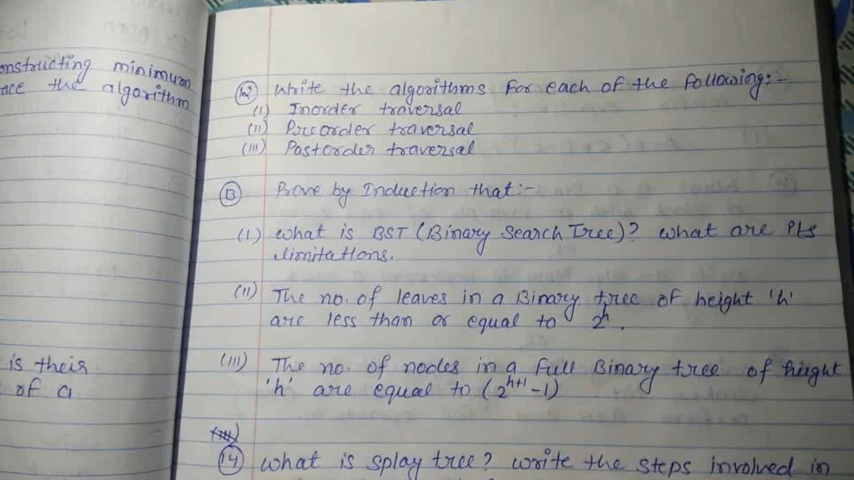 onstructing minimum
ace the algorithm
is theis
of a
12 Write the algorithms for each of the following:-
(i) Inorder traversal
(ii) Preorder traversal
(iii) Postorder traversal
13 Prove by Induction that:-
(i) What is BST (Binary Search Tree)? What are its
limitations.
(ii) The no. of leaves in a Binary tree of height 'h'
are less than or equal to 2^h.
(iii) The no. of nodes in a full Binary tree of height
'h' are equal to (2^h+1 -1)
14 What is splay tree? Write the steps involved in